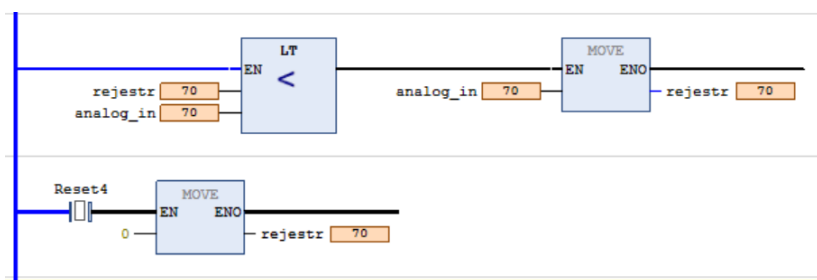 LT
EN
<
rejestr 70
analog_in 70
MOVE
EN ENO
analog_in 70
rejestr 70
Reset4
MOVE
EN ENO
0
rejestr 70